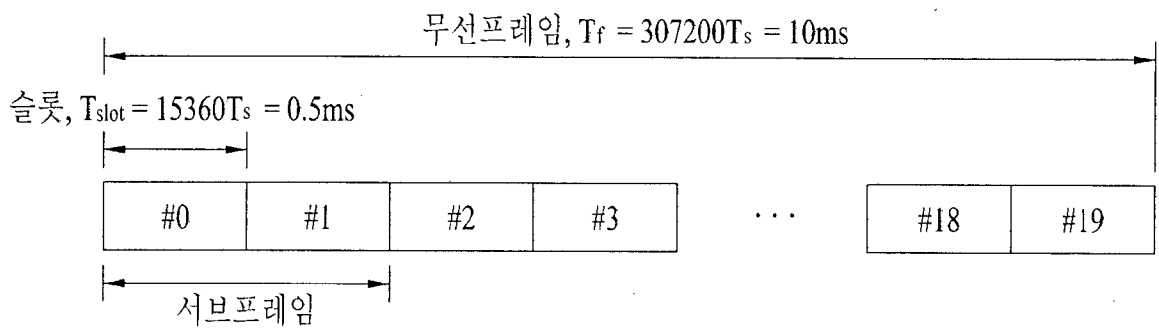 무선프레임, Tf = 307200Ts = 10ms
슬롯, Tslot = 15360Ts = 0.5ms
#0 #1 #2 #3 ... #18 #19
서브프레임